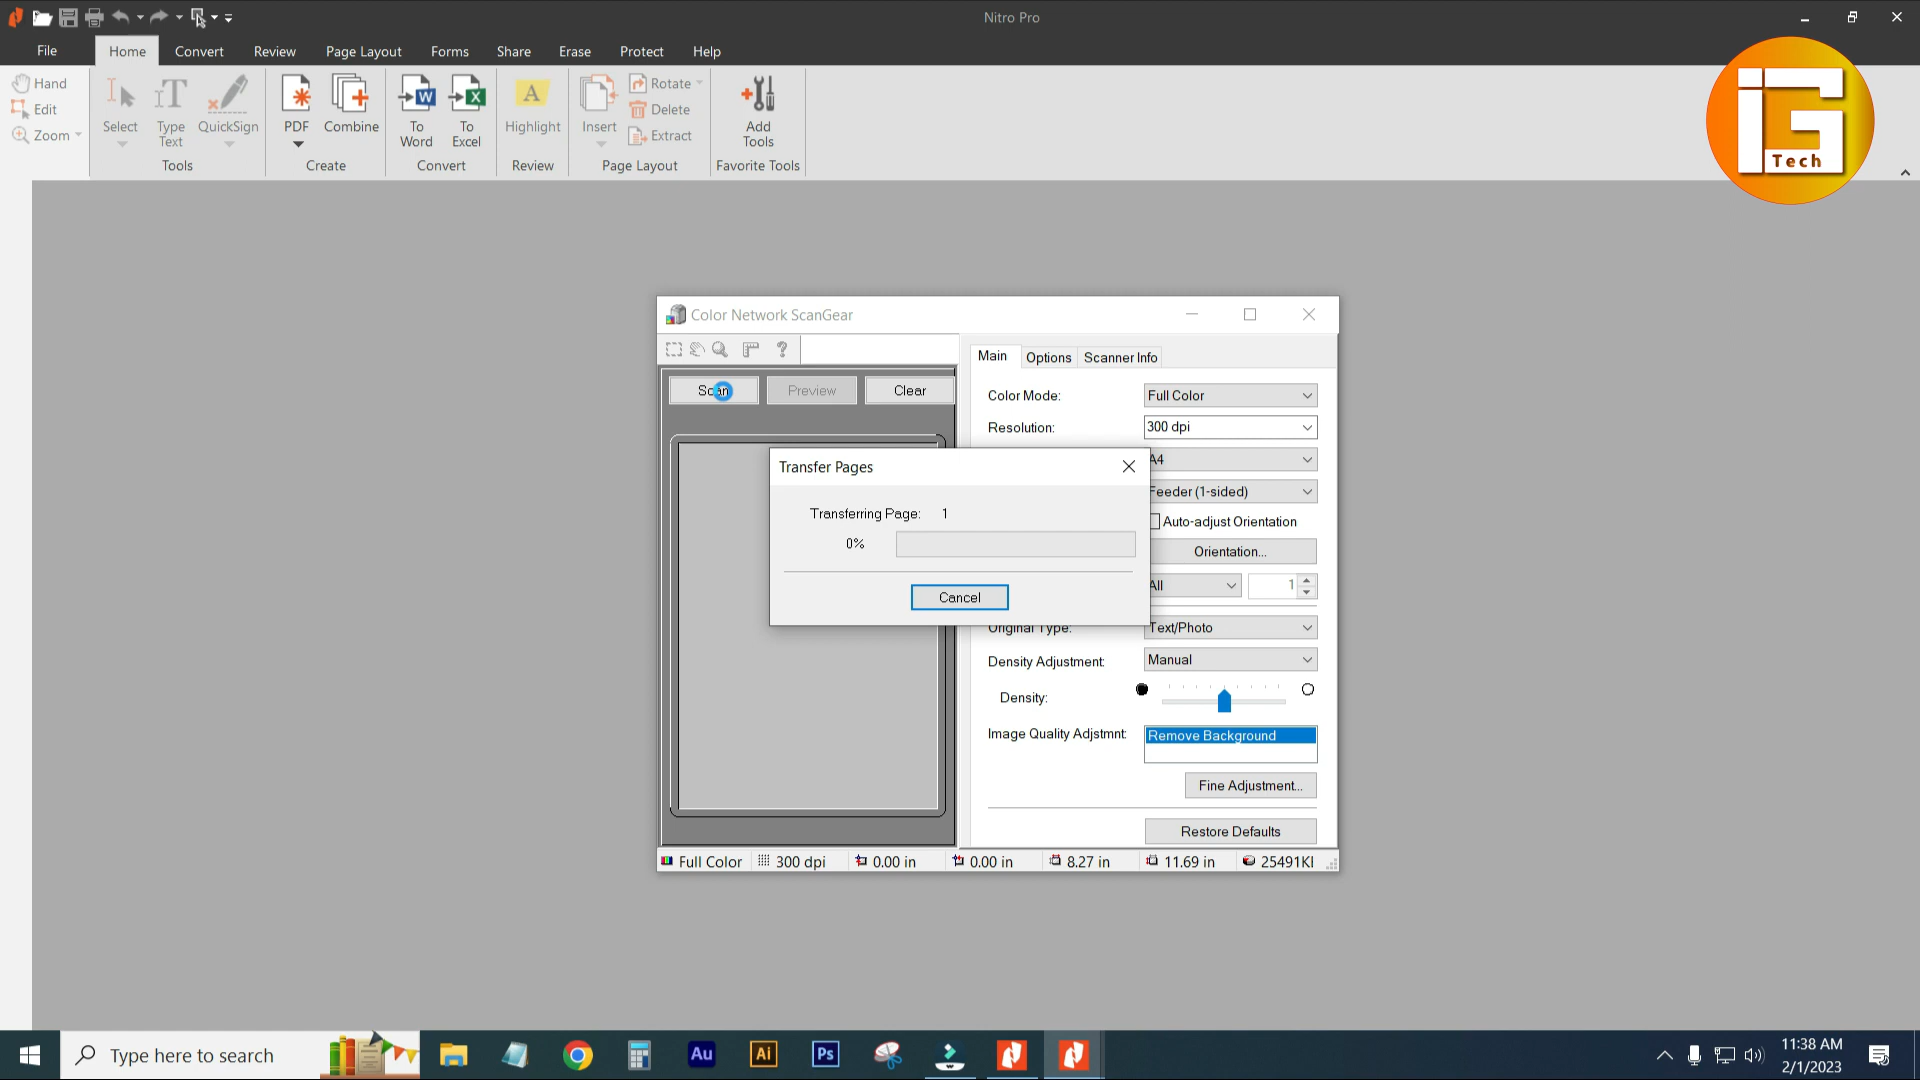 Nitro Pro
File
Home
Convert
Review
Page Layout
Forms
Share
Erase
Protect
Help
Hand
Edit
Zoom
Select
Type
Text
QuickSign
Tools
PDF
Combine
Create
To
Word
To
Excel
Convert
Highlight
Review
Insert
Rotate
Delete
Extract
Page Layout
Add
Tools
Favorite Tools
iG
Tech
Color Network ScanGear
Scan
Preview
Clear
Main
Options
Scanner Info
Color Mode:
Full Color
Resolution:
300 dpi
A4
Feeder (1-sided)
Auto-adjust Orientation
Orientation...
All
1
Transfer Pages
Transferring Page: 1
0%
Cancel
Original Type:
Text/Photo
Density Adjustment:
Manual
Density:
Image Quality Adjstmnt:
Remove Background
Fine Adjustment...
Restore Defaults
Full Color
300 dpi
0.00 in
0.00 in
8.27 in
11.69 in
25491K
Type here to search
Au
Ai
Ps
11:38 AM
2/1/2023